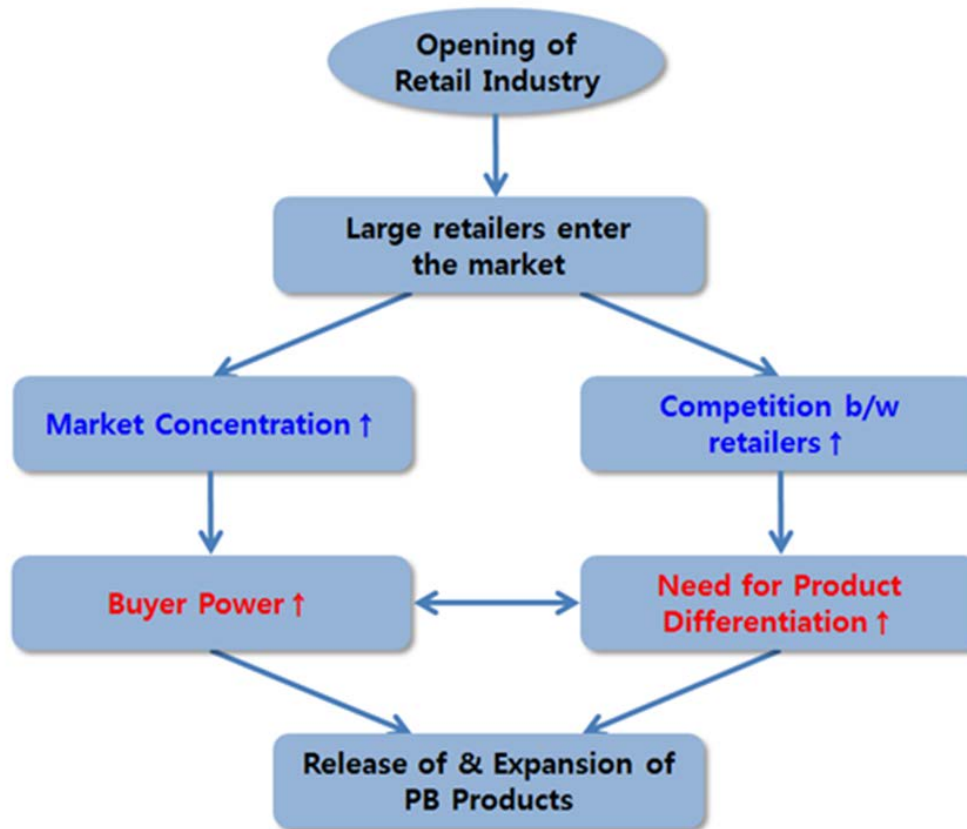 Opening of
Retail Industry
Large retailers enter
the market
Market Concentration ↑
Competition b/w
retailers ↑
Buyer Power ↑
Need for Product
Differentiation ↑
Release of & Expansion of
PB Products